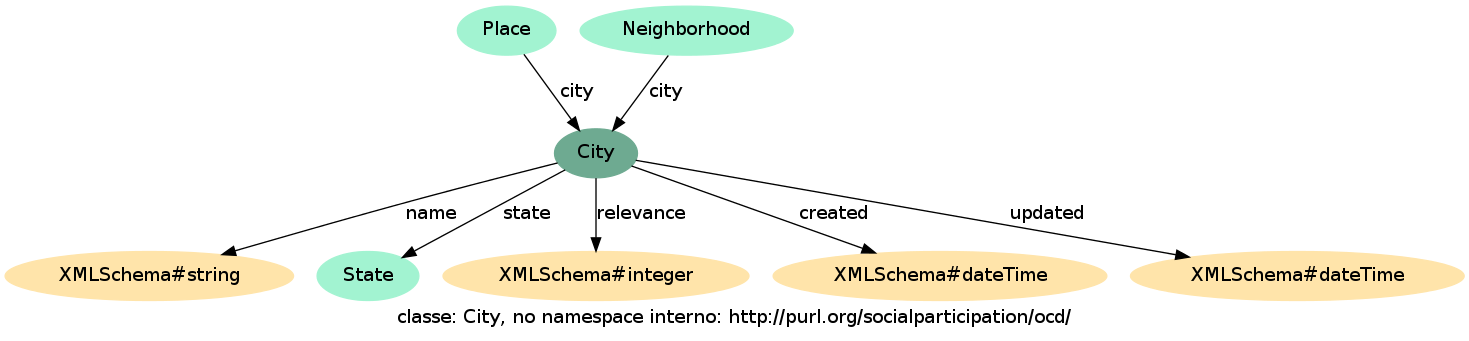 Place
Neighborhood
city
city
City
name
state
relevance
created
updated
XMLSchema#string
State
XMLSchema#integer
XMLSchema#dateTime
XMLSchema#dateTime
classe: City, no namespace interno: http://purl.org/socialparticipation/ocd/